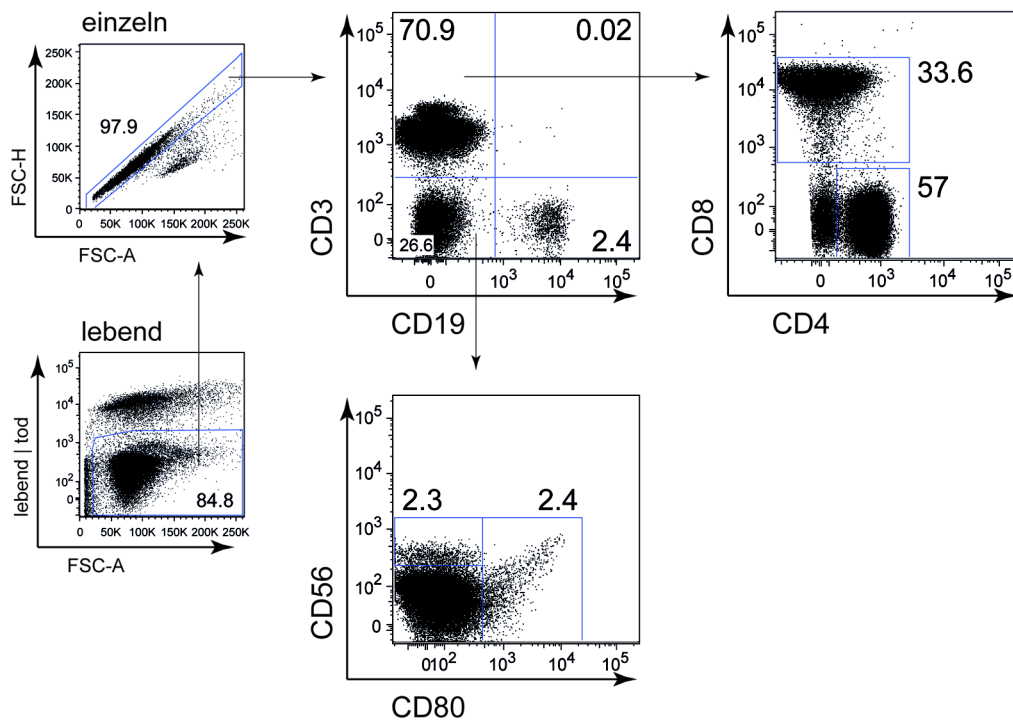 einzeln
250K
200K
150K
100K
50K
0
97.9
FSC-H
0 50K 100K 150K 200K 250K
FSC-A
lebend
10^5
10^4
10^3
10^2
0
84.8
lebend | tod
0 50K 100K 150K 200K 250K
FSC-A
70.9 0.02
10^5
10^4
10^3
10^2
0
26.6 2.4
CD3
0 10^3 10^4 10^5
CD19
33.6
57
10^5
10^4
10^3
10^2
0
CD8
0 10^3 10^4 10^5
CD4
10^5
10^4
10^3
10^2
0
2.3 2.4
CD56
010^2 10^3 10^4 10^5
CD80